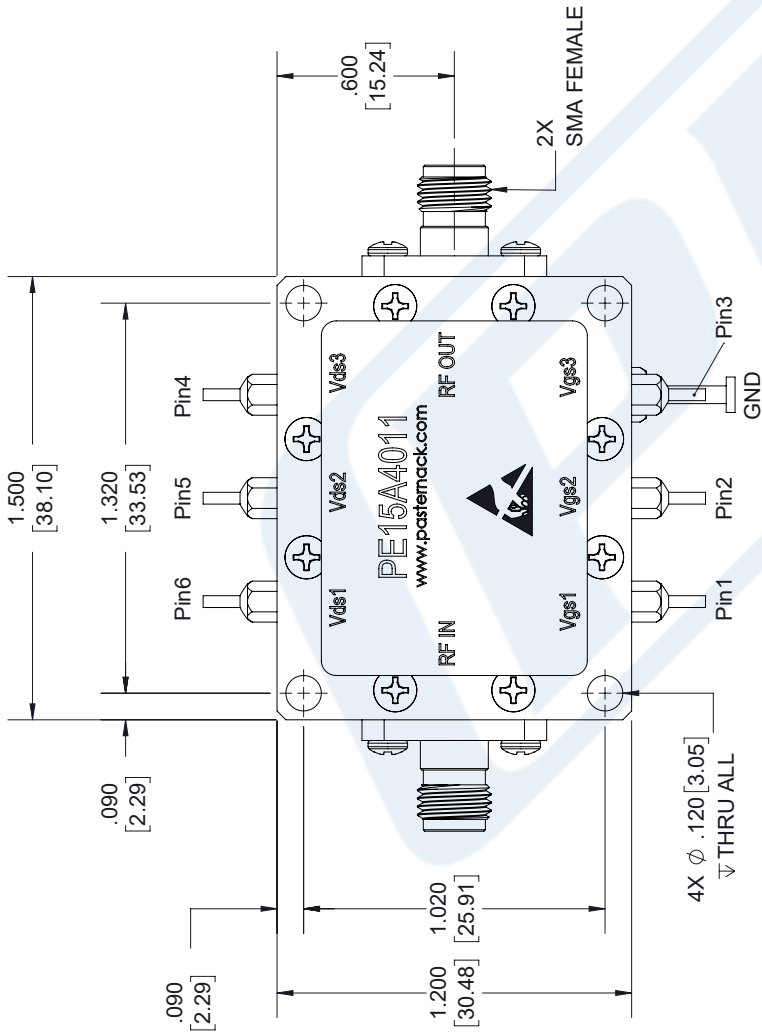 1.500
[38.10]
1.320
[33.53]
.090
[2.29]
.090
[2.29]
.600
[15.24]
Pin6
Pin5
Pin4
Vds1
Vds2
Vds3
PE15A4011
www.pasternack.com
RF IN
RF OUT
Vgs1
Vgs2
Vgs3
Pin1
Pin2
Pin3
GND
2X
SMA FEMALE
1.020
[25.91]
1.200
[30.48]
4X ⌀ .120 [3.05]
↧ THRU ALL